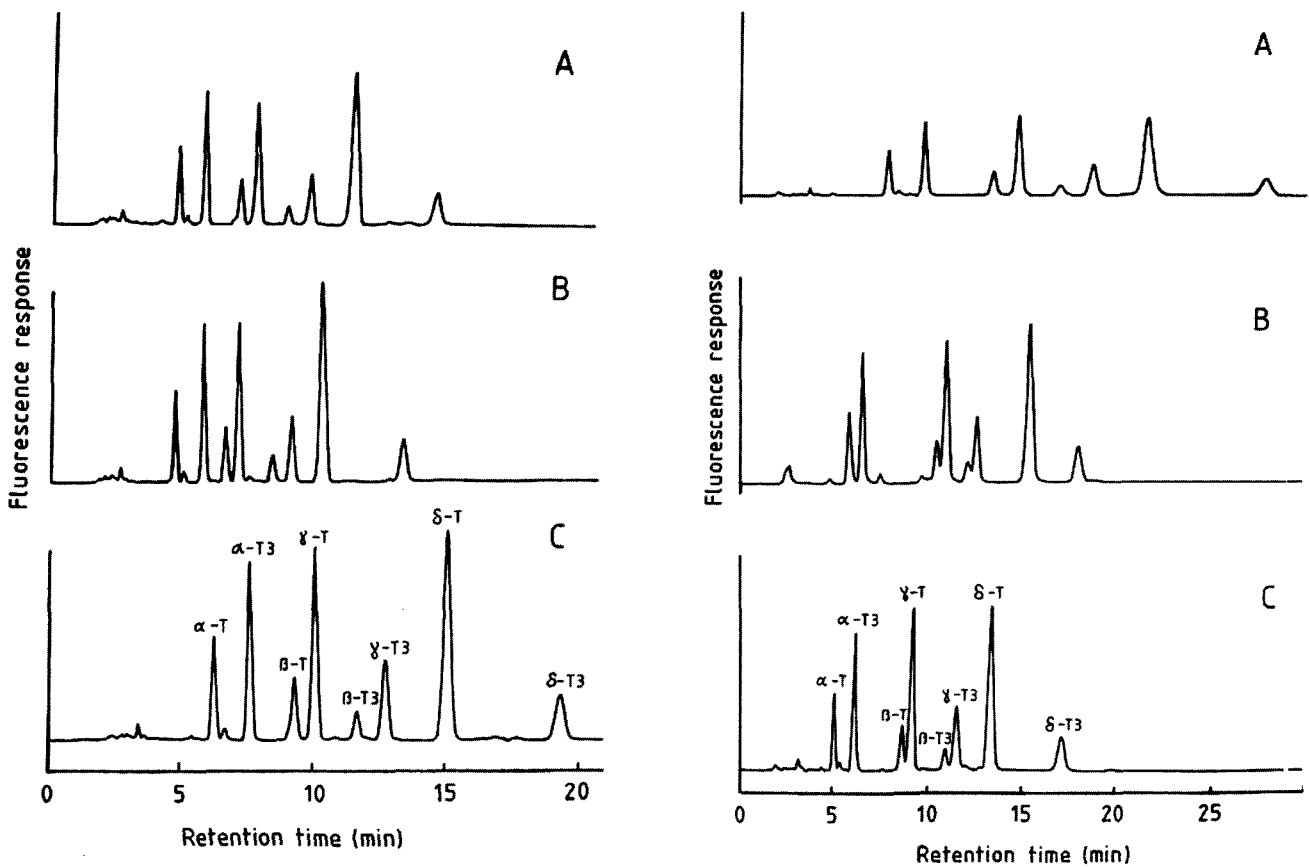 A
B
Fluorescence response
C
α-T
α-T3
β-T
ɣ-T
β-T3
ɣ-T3
δ-T
δ-T3
0 5 10 15 20
Retention time (min)
A
B
Fluorescence response
C
α-T
α-T3
β-T
ɣ-T
β-T3
ɣ-T3
δ-T
δ-T3
0 5 10 15 20 25
Retention time (min)